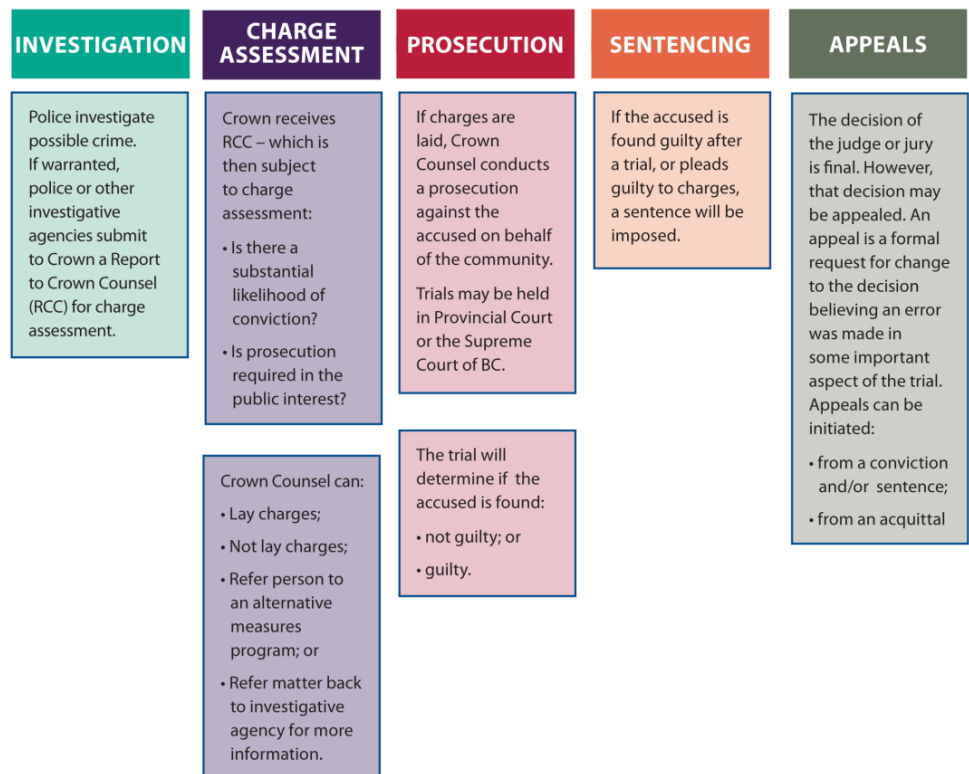 INVESTIGATION
Police investigate
possible crime.
If warranted,
police or other
investigative
agencies submit
to Crown a Report
to Crown Counsel
(RCC) for charge
assessment.
CHARGE
ASSESSMENT
Crown receives
RCC – which is
then subject
to charge
assessment:
• Is there a
substantial
likelihood of
conviction?
• Is prosecution
required in the
public interest?
Crown Counsel can:
• Lay charges;
• Not lay charges;
• Refer person to
an alternative
measures
program; or
• Refer matter back
to investigative
agency for more
information.
PROSECUTION
If charges are
laid, Crown
Counsel conducts
a prosecution
against the
accused on behalf
of the community.
Trials may be held
in Provincial Court
or the Supreme
Court of BC.
The trial will
determine if the
accused is found:
• not guilty; or
• guilty.
SENTENCING
If the accused is
found guilty after
a trial, or pleads
guilty to charges,
a sentence will be
imposed.
APPEALS
The decision of
the judge or jury
is final. However,
that decision may
be appealed. An
appeal is a formal
request for change
to the decision
believing an error
was made in
some important
aspect of the trial.
Appeals can be
initiated:
• from a conviction
and/or sentence;
• from an acquittal